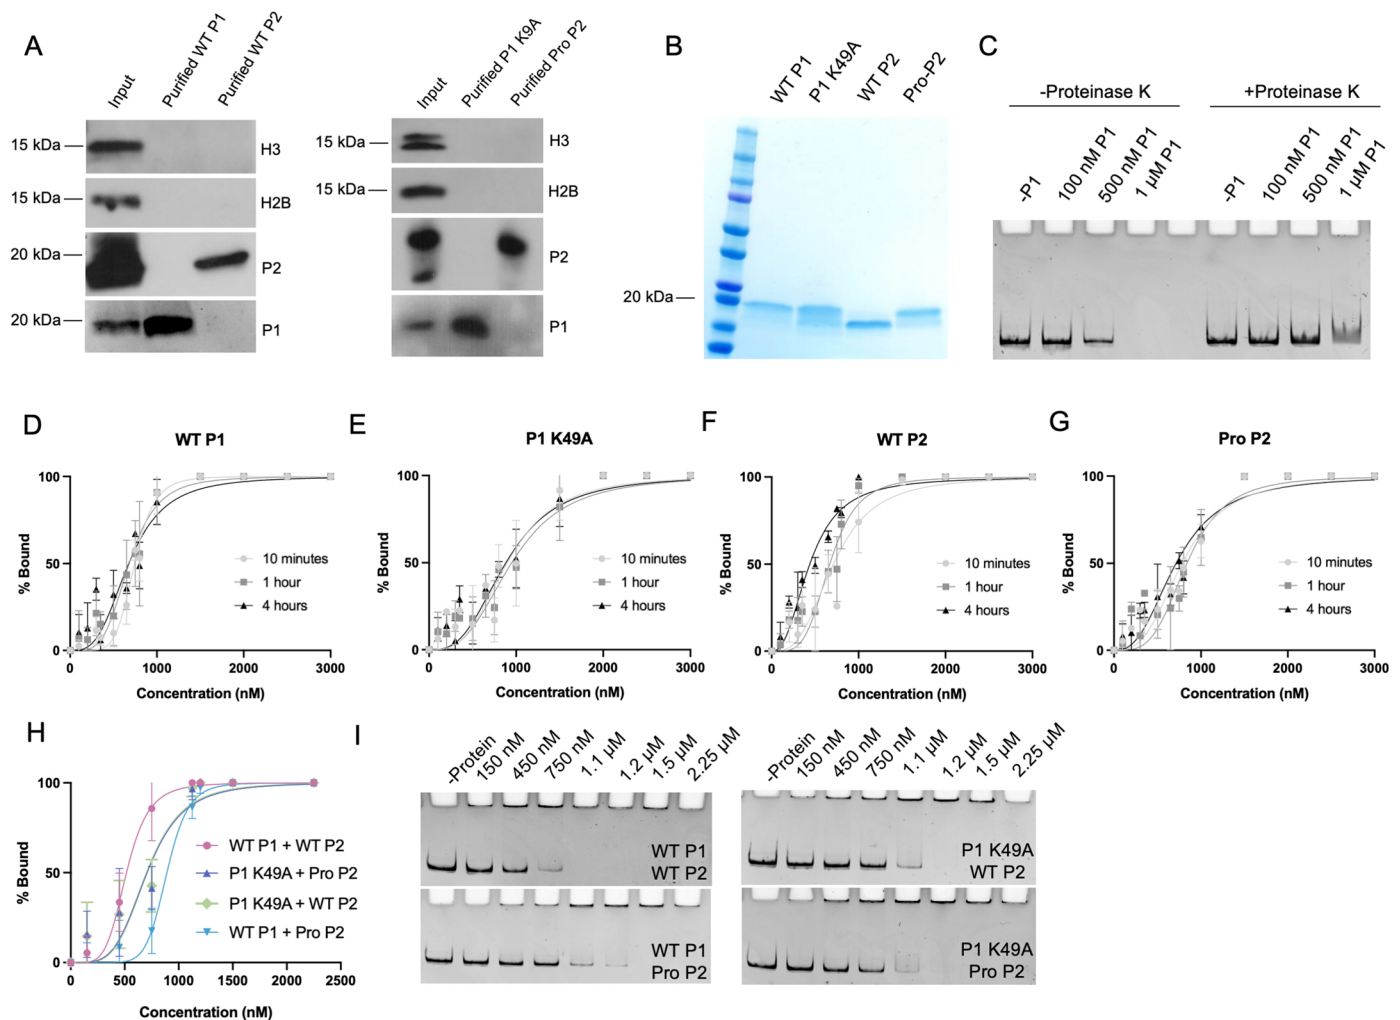 A
Input
Purified WT P1
Purified WT P2
15 kDa
H3
15 kDa
H2B
20 kDa
P2
20 kDa
P1
Input
Purified P1 K9A
Purified Pro P2
15 kDa
H3
15 kDa
H2B
P2
P1
B
WT P1
P1 K49A
WT P2
Pro-P2
20 kDa
C
-Proteinase K
+Proteinase K
-P1
100 nM P1
500 nM P1
1 µM P1
-P1
100 nM P1
500 nM P1
1 µM P1
D
WT P1
% Bound
100
50
0
0
1000
2000
3000
10 minutes
1 hour
4 hours
Concentration (nM)
E
P1 K49A
% Bound
100
50
0
0
1000
2000
3000
10 minutes
1 hour
4 hours
Concentration (nM)
F
WT P2
% Bound
100
50
0
0
1000
2000
3000
10 minutes
1 hour
4 hours
Concentration (nM)
G
Pro P2
% Bound
100
50
0
0
1000
2000
3000
10 minutes
1 hour
4 hours
Concentration (nM)
H
% Bound
100
50
0
0
500
1000
1500
2000
2500
WT P1 + WT P2
P1 K49A + Pro P2
P1 K49A + WT P2
WT P1 + Pro P2
Concentration (nM)
I
-Protein
150 nM
450 nM
750 nM
1.1 µM
1.2 µM
1.5 µM
2.25 µM
WT P1
WT P2
WT P1
Pro P2
-Protein
150 nM
450 nM
750 nM
1.1 µM
1.2 µM
1.5 µM
2.25 µM
P1 K49A
WT P2
P1 K49A
Pro P2